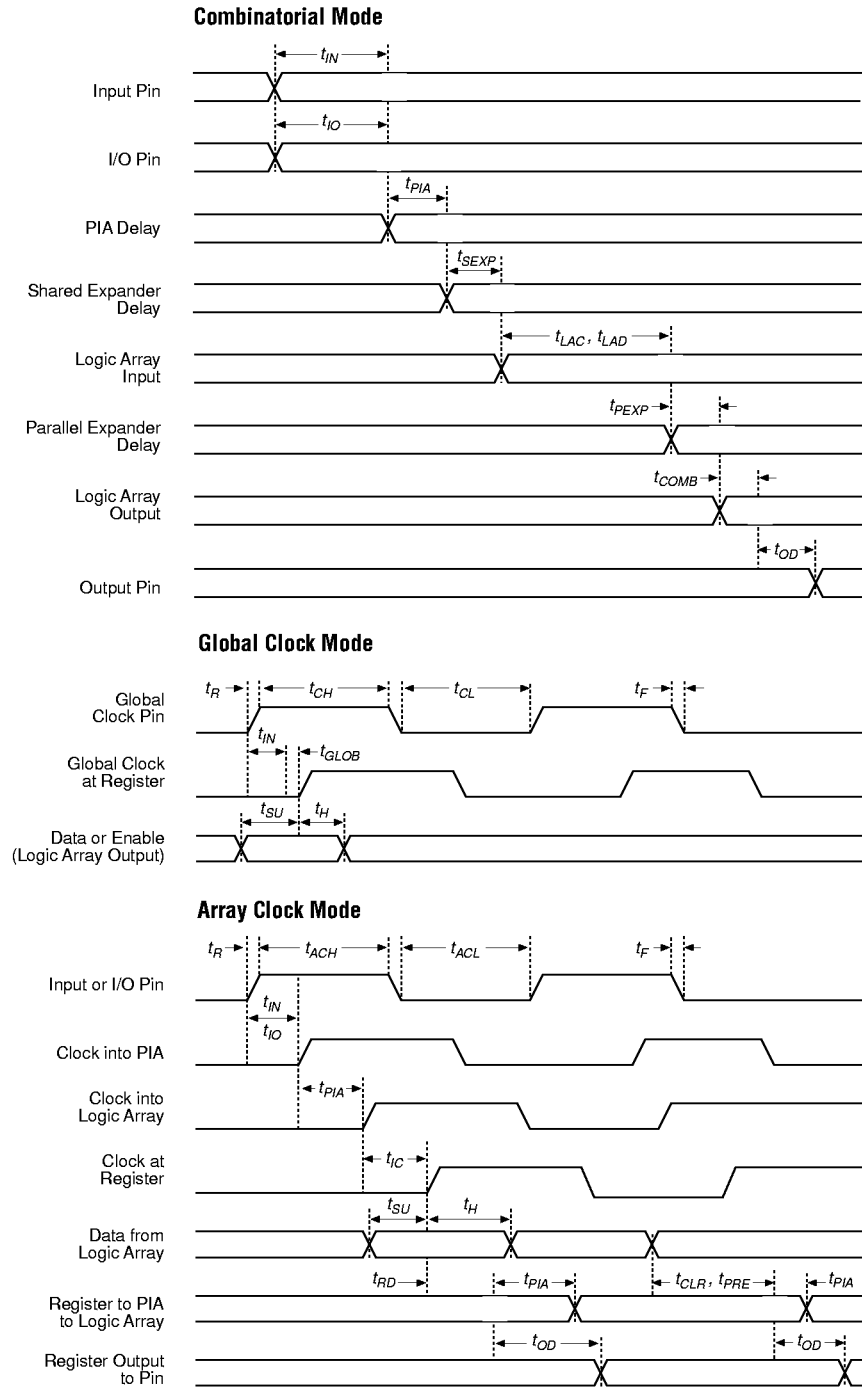 Combinatorial Mode
tIN
Input Pin
tIO
I/O Pin
tPIA
PIA Delay
tSEXP
Shared Expander
Delay
tLAC, tLAD
Logic Array
Input
tPEXP
Parallel Expander
Delay
tCOMB
Logic Array
Output
tOD
Output Pin
Global Clock Mode
tR tCH tCL tF
Global
Clock Pin
tIN tGLOB
Global Clock
at Register
tSU tH
Data or Enable
(Logic Array Output)
Array Clock Mode
tR tACH tACL tF
Input or I/O Pin
tIN
tIO
Clock into PIA
tPIA
Clock into
Logic Array
tIC
Clock at
Register
tSU tH
Data from
Logic Array
tRD tPIA tCLR, tPRE tPIA
Register to PIA
to Logic Array
tOD tOD
Register Output
to Pin